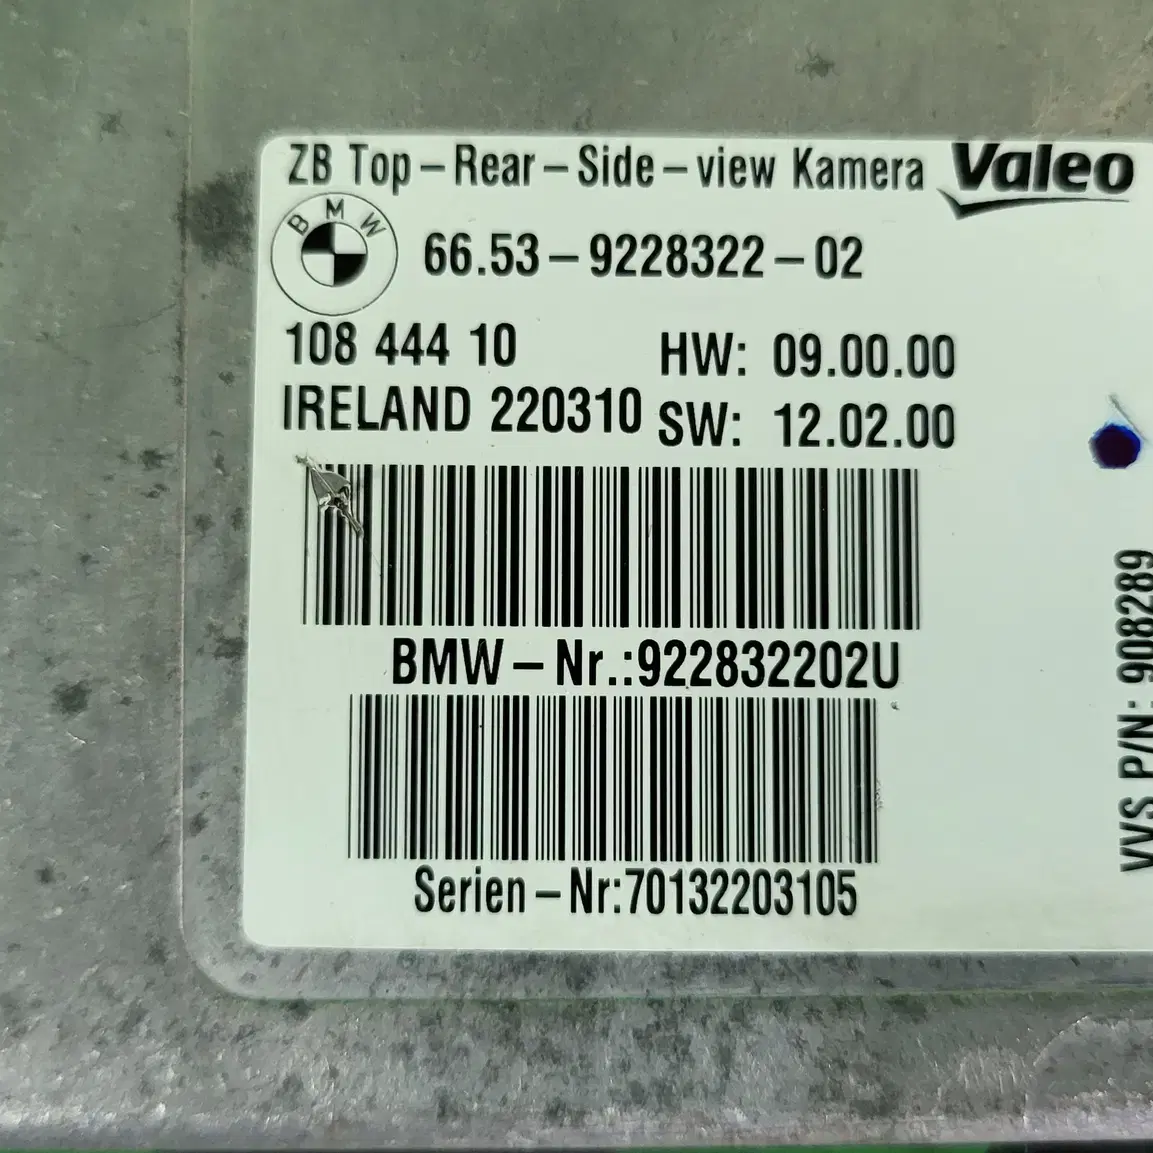 ZB Top-Rear-Side-view Kamera Valeo
BMW
66.53-9228322-02
108 444 10 HW: 09.00.00
IRELAND 220310 SW: 12.02.00
BMW-Nr.:922832202U
Serien-Nr:70132203105
VVS P/N: 908289